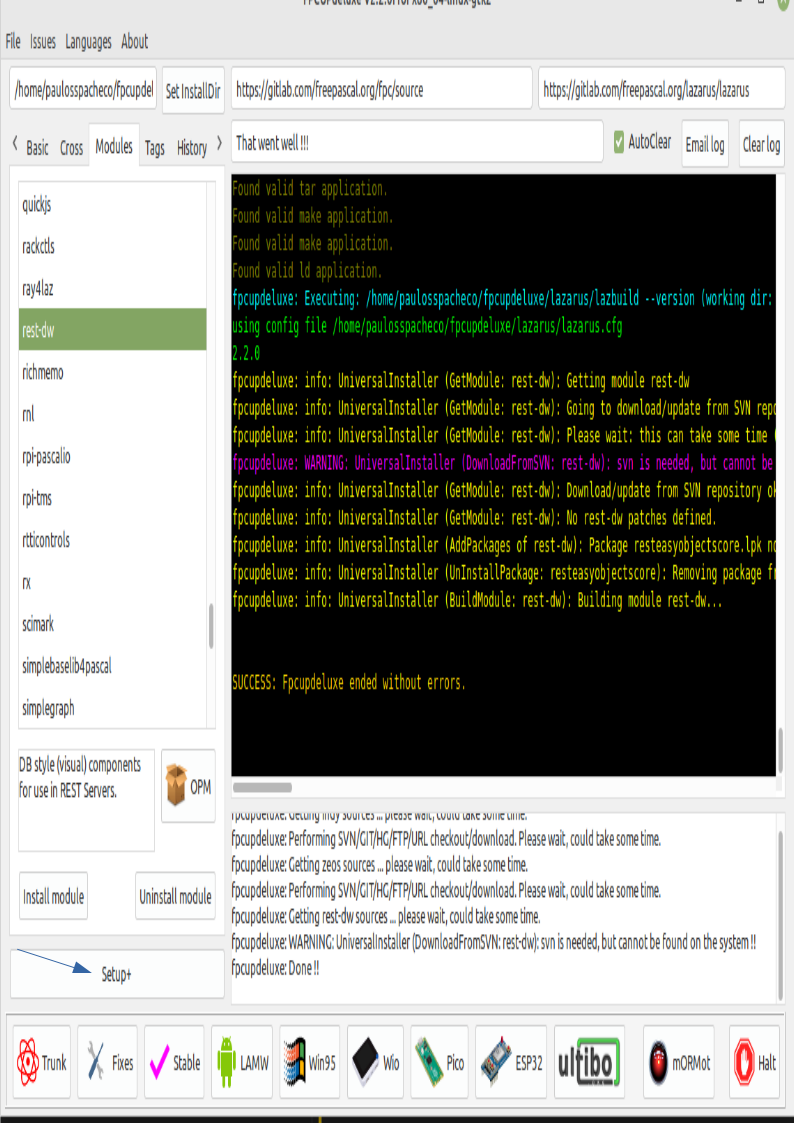 File Issues Languages About
/home/paulosspacheco/fpcupdel Set InstallDir https://gitlab.com/freepascal.org/fpc/source https://gitlab.com/freepascal.org/lazarus/lazarus
Basic Cross Modules Tags History That went well !!! AutoClear Email log Clear log
quickjs
rackctls
ray4laz
rest-dw
richmemo
rnl
rpi-pascalio
rpi-tms
rtticontrols
rx
scimark
simplebaselib4pascal
simplegraph
DB style (visual) components
for use in REST Servers.
OPM
Install module Uninstall module
Setup+
Found valid tar application.
Found valid make application.
Found valid make application.
Found valid ld application.
fpcupdeluxe: Executing: /home/paulosspacheco/fpcupdeluxe/lazarus/lazbuild --version (working dir:
using config file /home/paulosspacheco/fpcupdeluxe/lazarus/lazarus.cfg
2.2.0
fpcupdeluxe: info: UniversalInstaller (GetModule: rest-dw): Getting module rest-dw
fpcupdeluxe: info: UniversalInstaller (GetModule: rest-dw): Going to download/update from SVN repo
fpcupdeluxe: info: UniversalInstaller (GetModule: rest-dw): Please wait: this can take some time (
fpcupdeluxe: WARNING: UniversalInstaller (DownloadFromSVN: rest-dw): svn is needed, but cannot be
fpcupdeluxe: info: UniversalInstaller (GetModule: rest-dw): Download/update from SVN repository ok
fpcupdeluxe: info: UniversalInstaller (GetModule: rest-dw): No rest-dw patches defined.
fpcupdeluxe: info: UniversalInstaller (AddPackages of rest-dw): Package resteasyobjectscore.lpk no
fpcupdeluxe: info: UniversalInstaller (UnInstallPackage: resteasyobjectscore): Removing package fr
fpcupdeluxe: info: UniversalInstaller (BuildModule: rest-dw): Building module rest-dw...
SUCCESS: Fpcupdeluxe ended without errors.
fpcupdeluxe: Getting indy sources ... please wait, could take some time.
fpcupdeluxe: Performing SVN/GIT/HG/FTP/URL checkout/download. Please wait, could take some time.
fpcupdeluxe: Getting zeos sources ... please wait, could take some time.
fpcupdeluxe: Performing SVN/GIT/HG/FTP/URL checkout/download. Please wait, could take some time.
fpcupdeluxe: Getting rest-dw sources ... please wait, could take some time.
fpcupdeluxe: WARNING: UniversalInstaller (DownloadFromSVN: rest-dw): svn is needed, but cannot be found on the system !!
fpcupdeluxe: Done !!
Trunk Fixes Stable LAMW Win95 Wio Pico ESP32 ultibo mORMot Halt